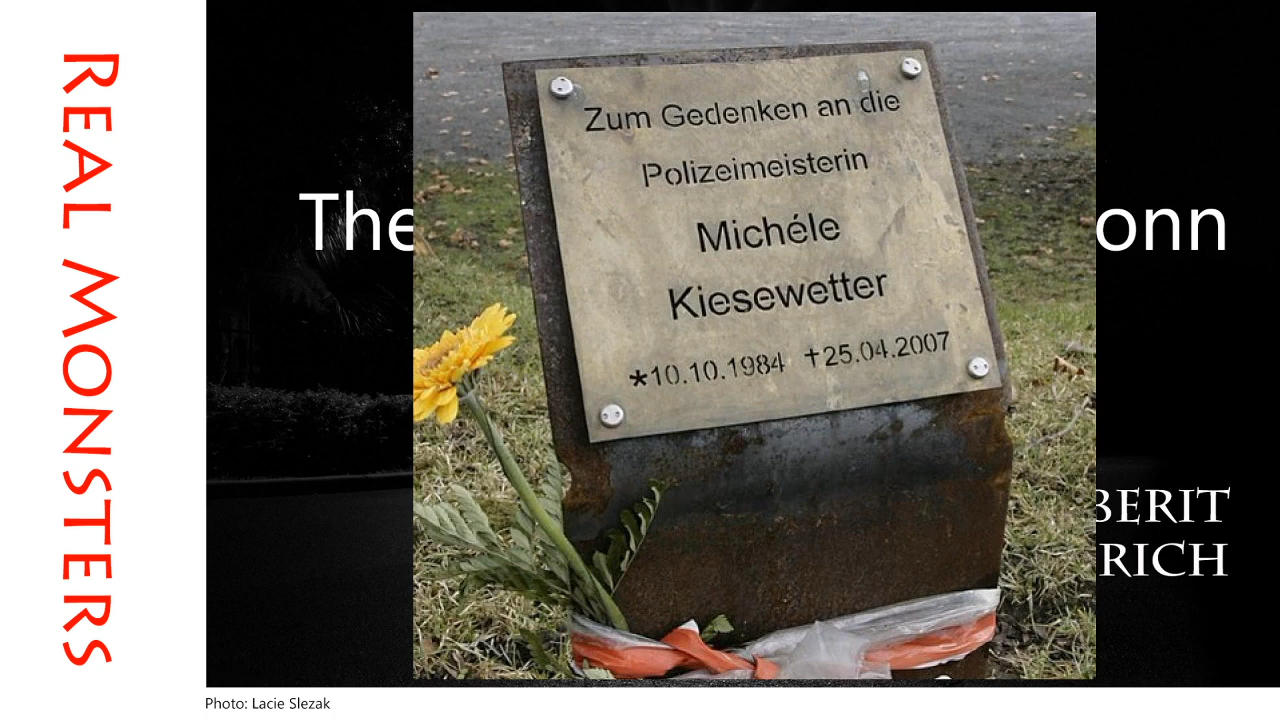 REAL MONSTERS
The
onn
Zum Gedenken an die
Polizeimeisterin
Michéle
Kiesewetter
*10.10.1984 †25.04.2007
BERIT
RICH
Photo: Lacie Slezak